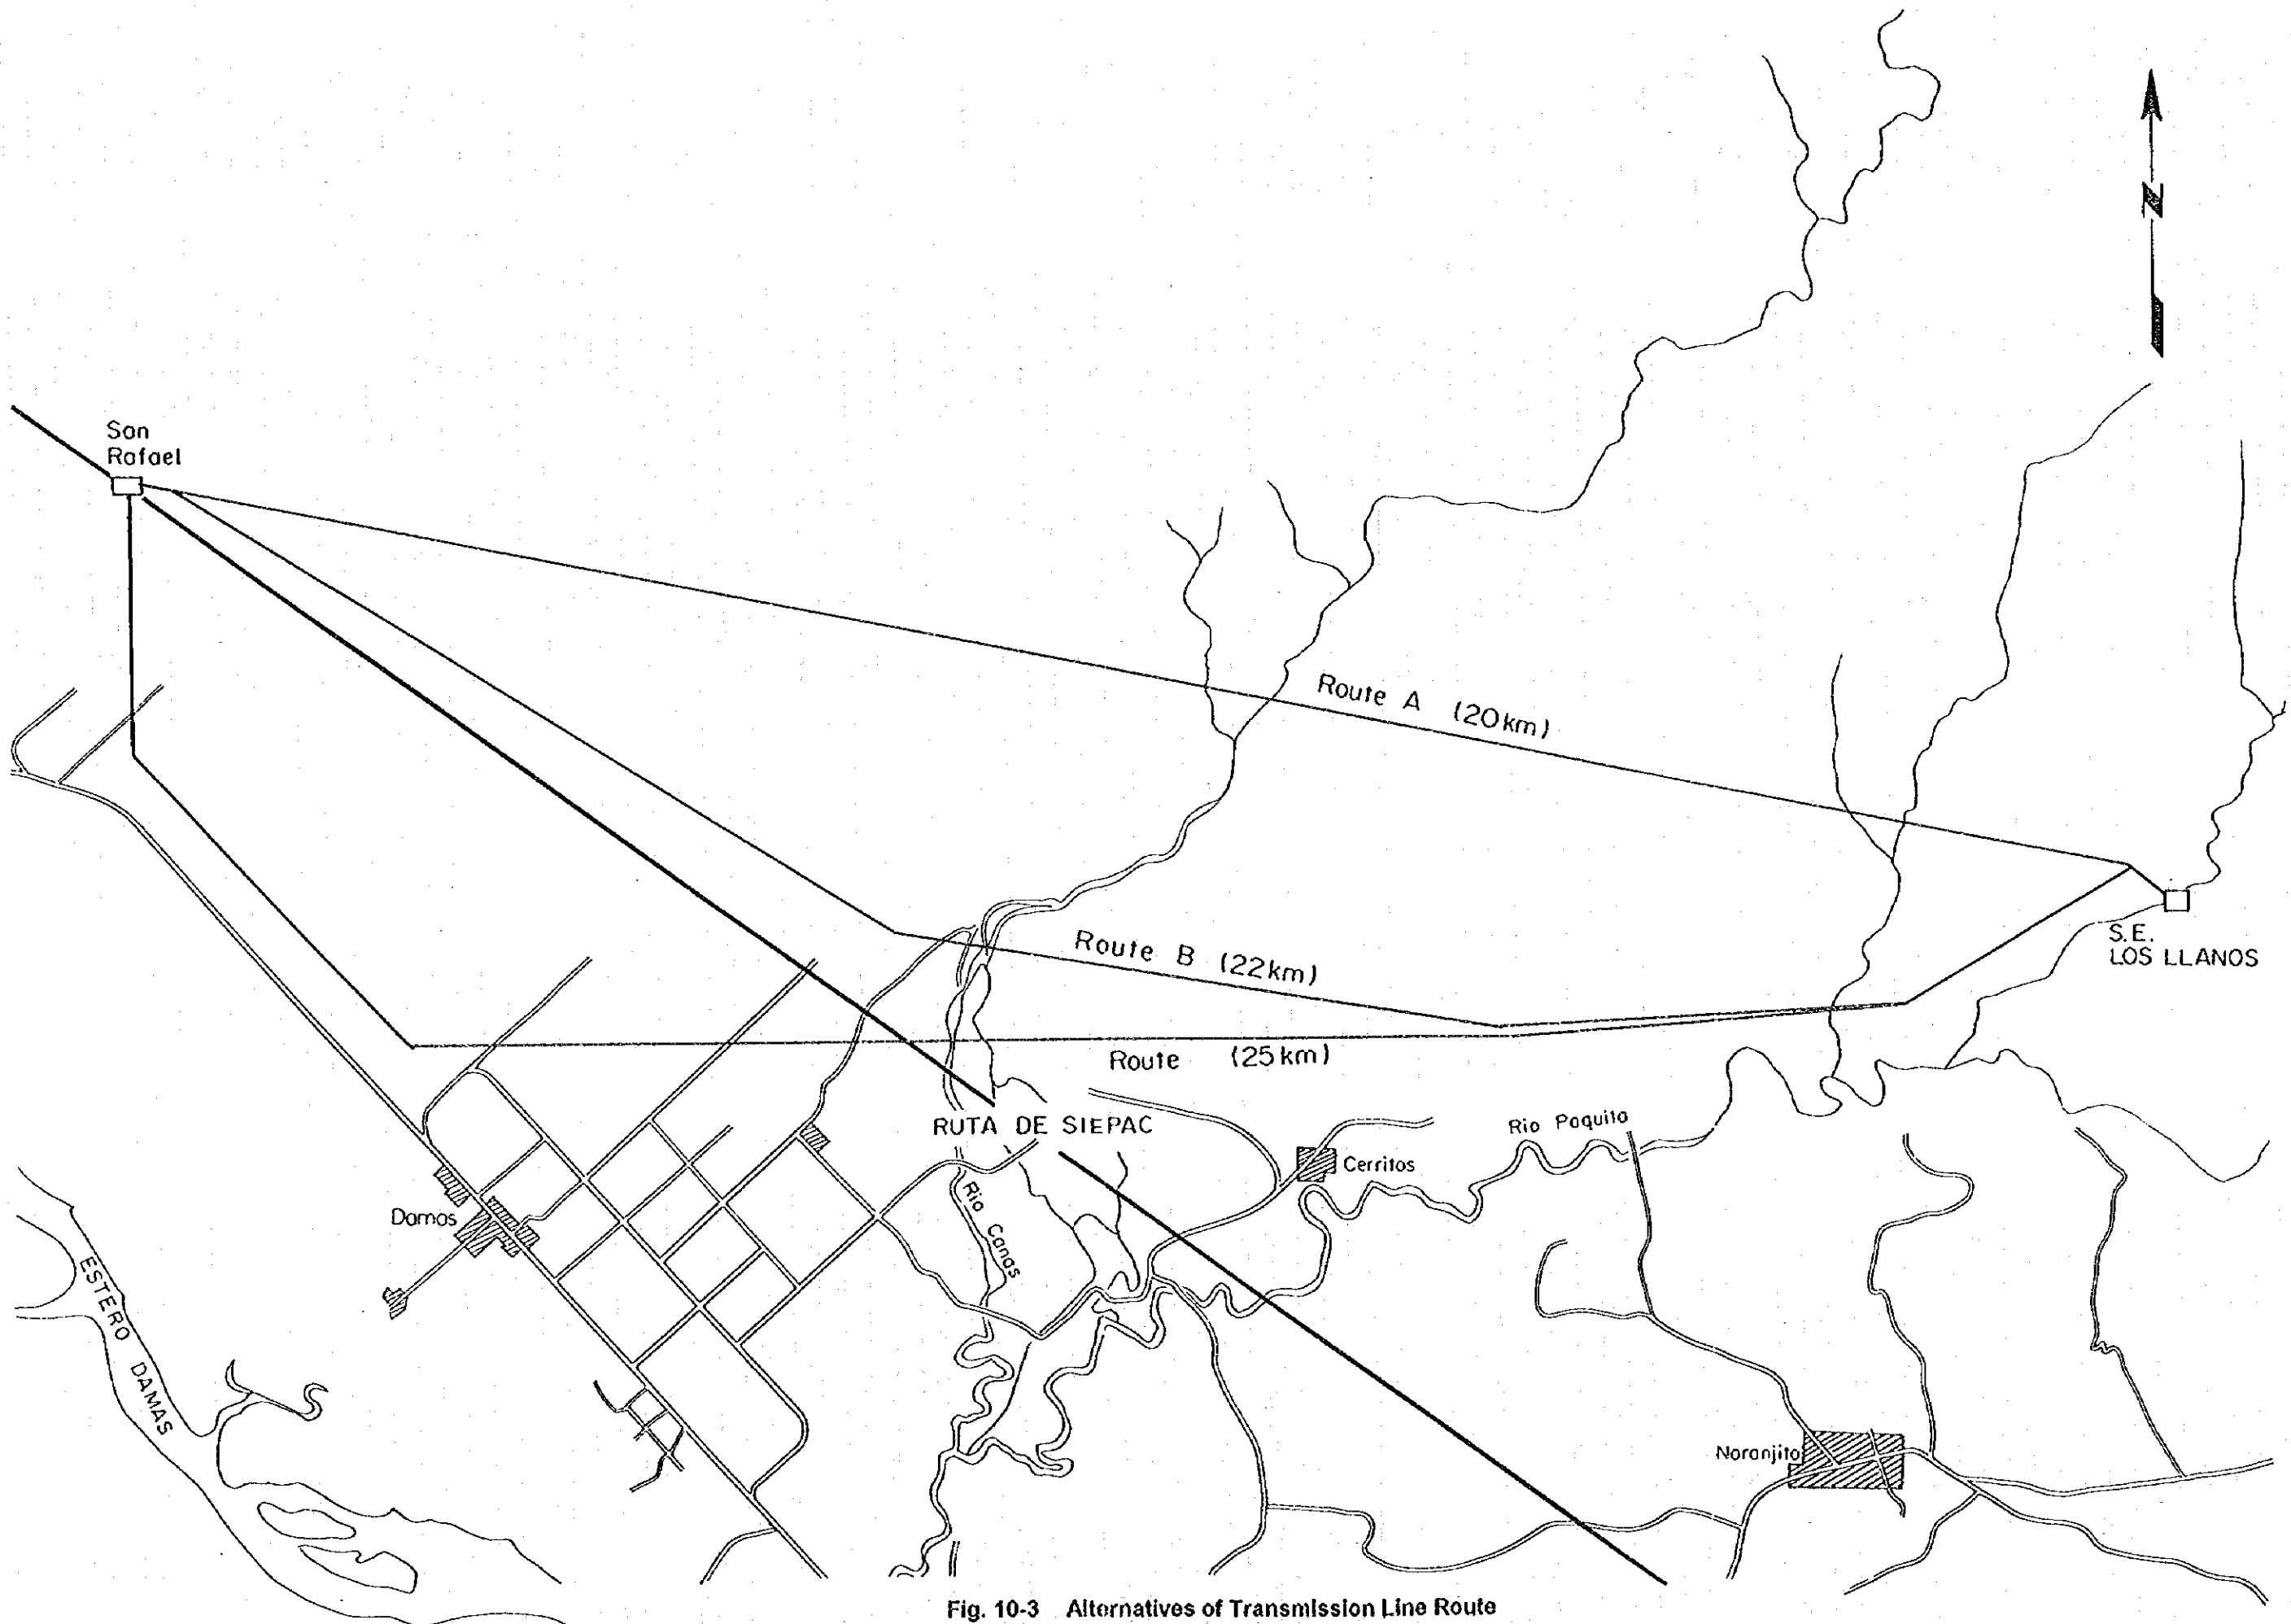 N
San
Rafael
Route A (20km)
S.E.
LOS LLANOS
Route B (22km)
Route (25km)
RUTA DE SIEPAC
Rio Paquita
Cerritos
Rio Canas
Damas
ESTERO DAMAS
Naranjito
Fig. 10-3 Alternatives of Transmission Line Route